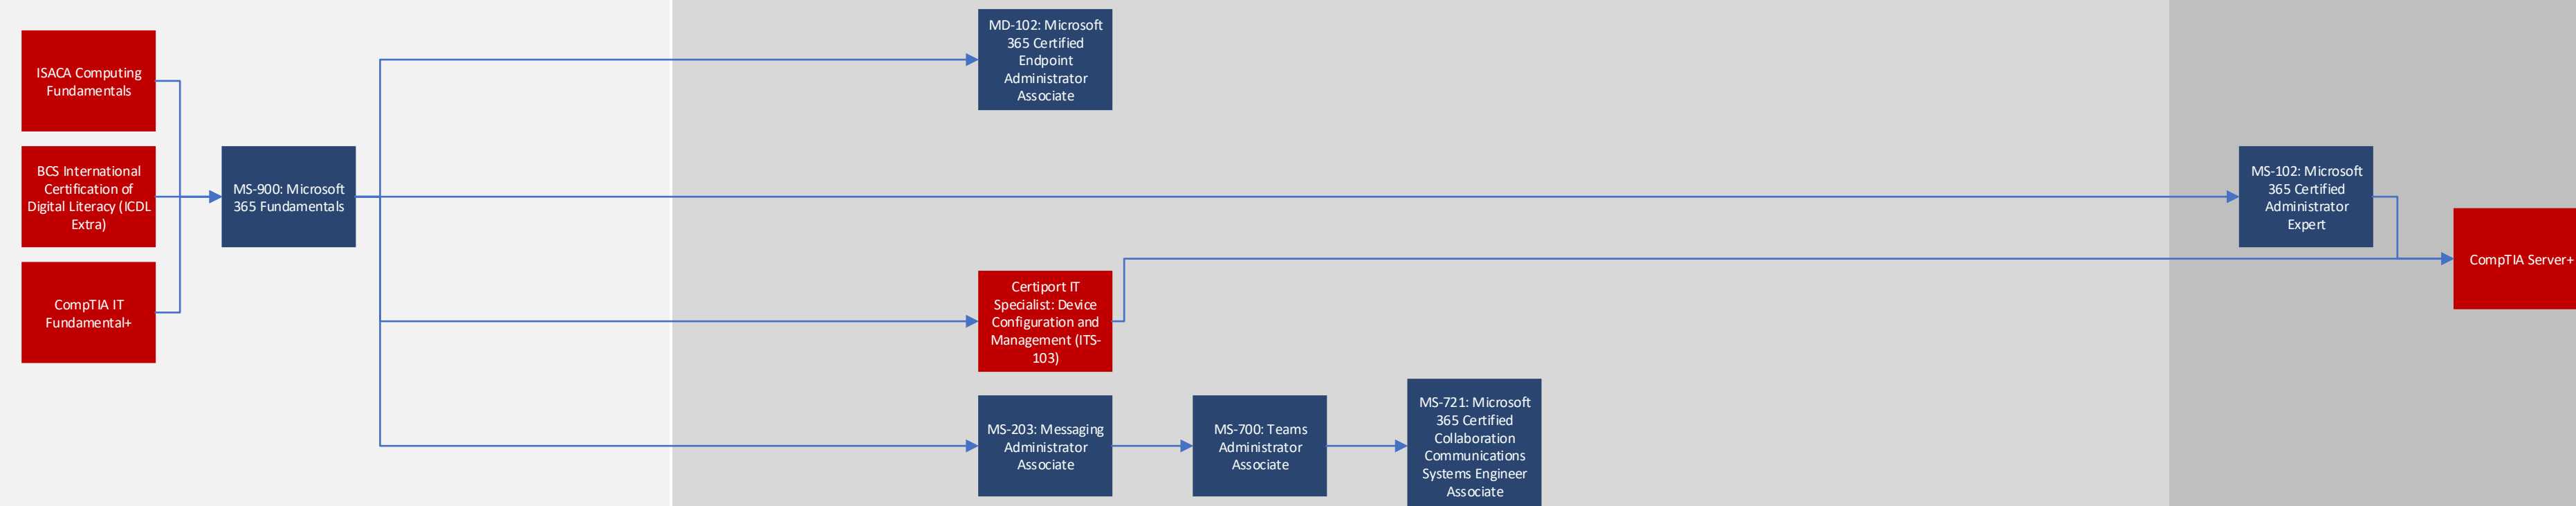 ISACA Computing
Fundamentals
BCS International
Certification of
Digital Literacy (ICDL
Extra)
CompTIA IT
Fundamental+
MS-900: Microsoft
365 Fundamentals
MD-102: Microsoft
365 Certified
Endpoint
Administrator
Associate
Certiport IT
Specialist: Device
Configuration and
Management (ITS-
103)
MS-203: Messaging
Administrator
Associate
MS-700: Teams
Administrator
Associate
MS-721: Microsoft
365 Certified
Collaboration
Communications
Systems Engineer
Associate
MS-102: Microsoft
365 Certified
Administrator
Expert
CompTIA Server+